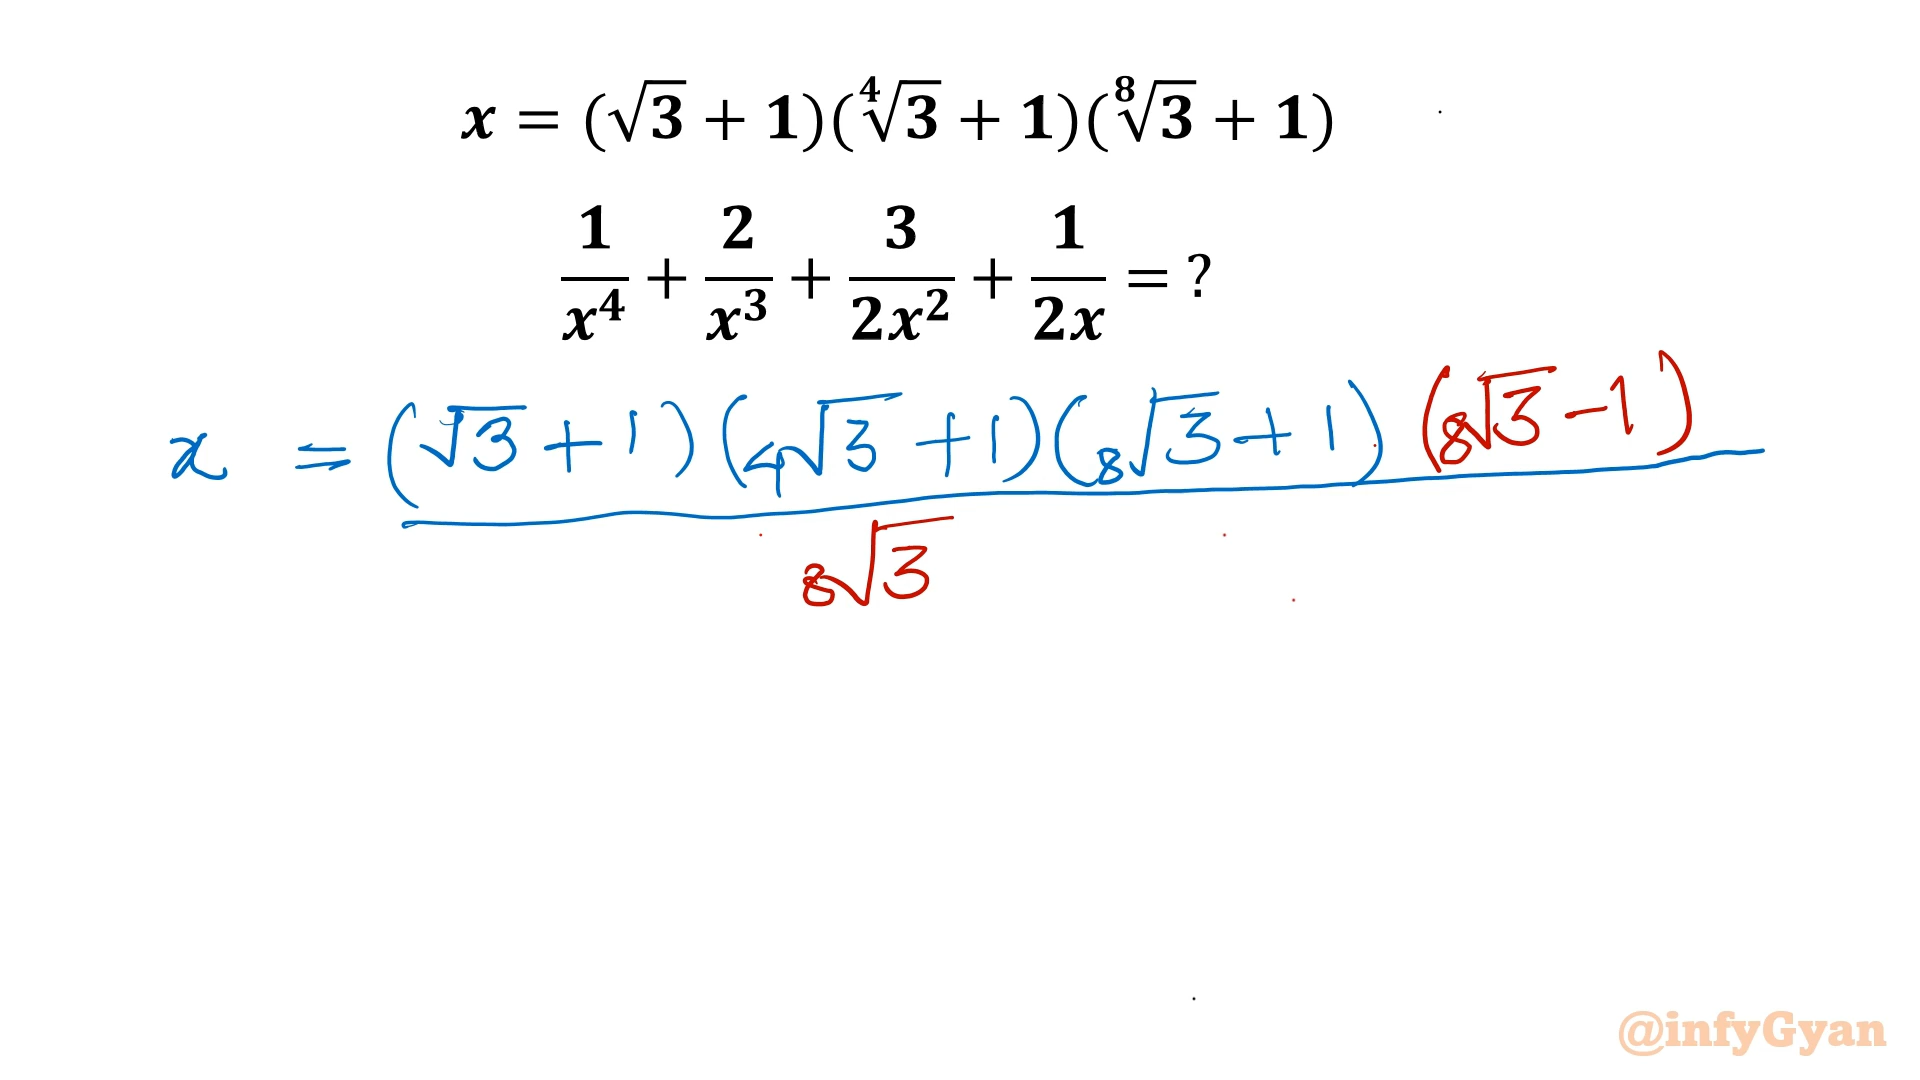 x = (√3 + 1)(∜3 + 1)(⁸√3 + 1)
1/x⁴ + 2/x³ + 3/2x² + 1/2x = ?
x = (√3 + 1)(⁴√3 + 1)(⁸√3 + 1)(⁸√3 − 1)
⁸√3
@infyGyan